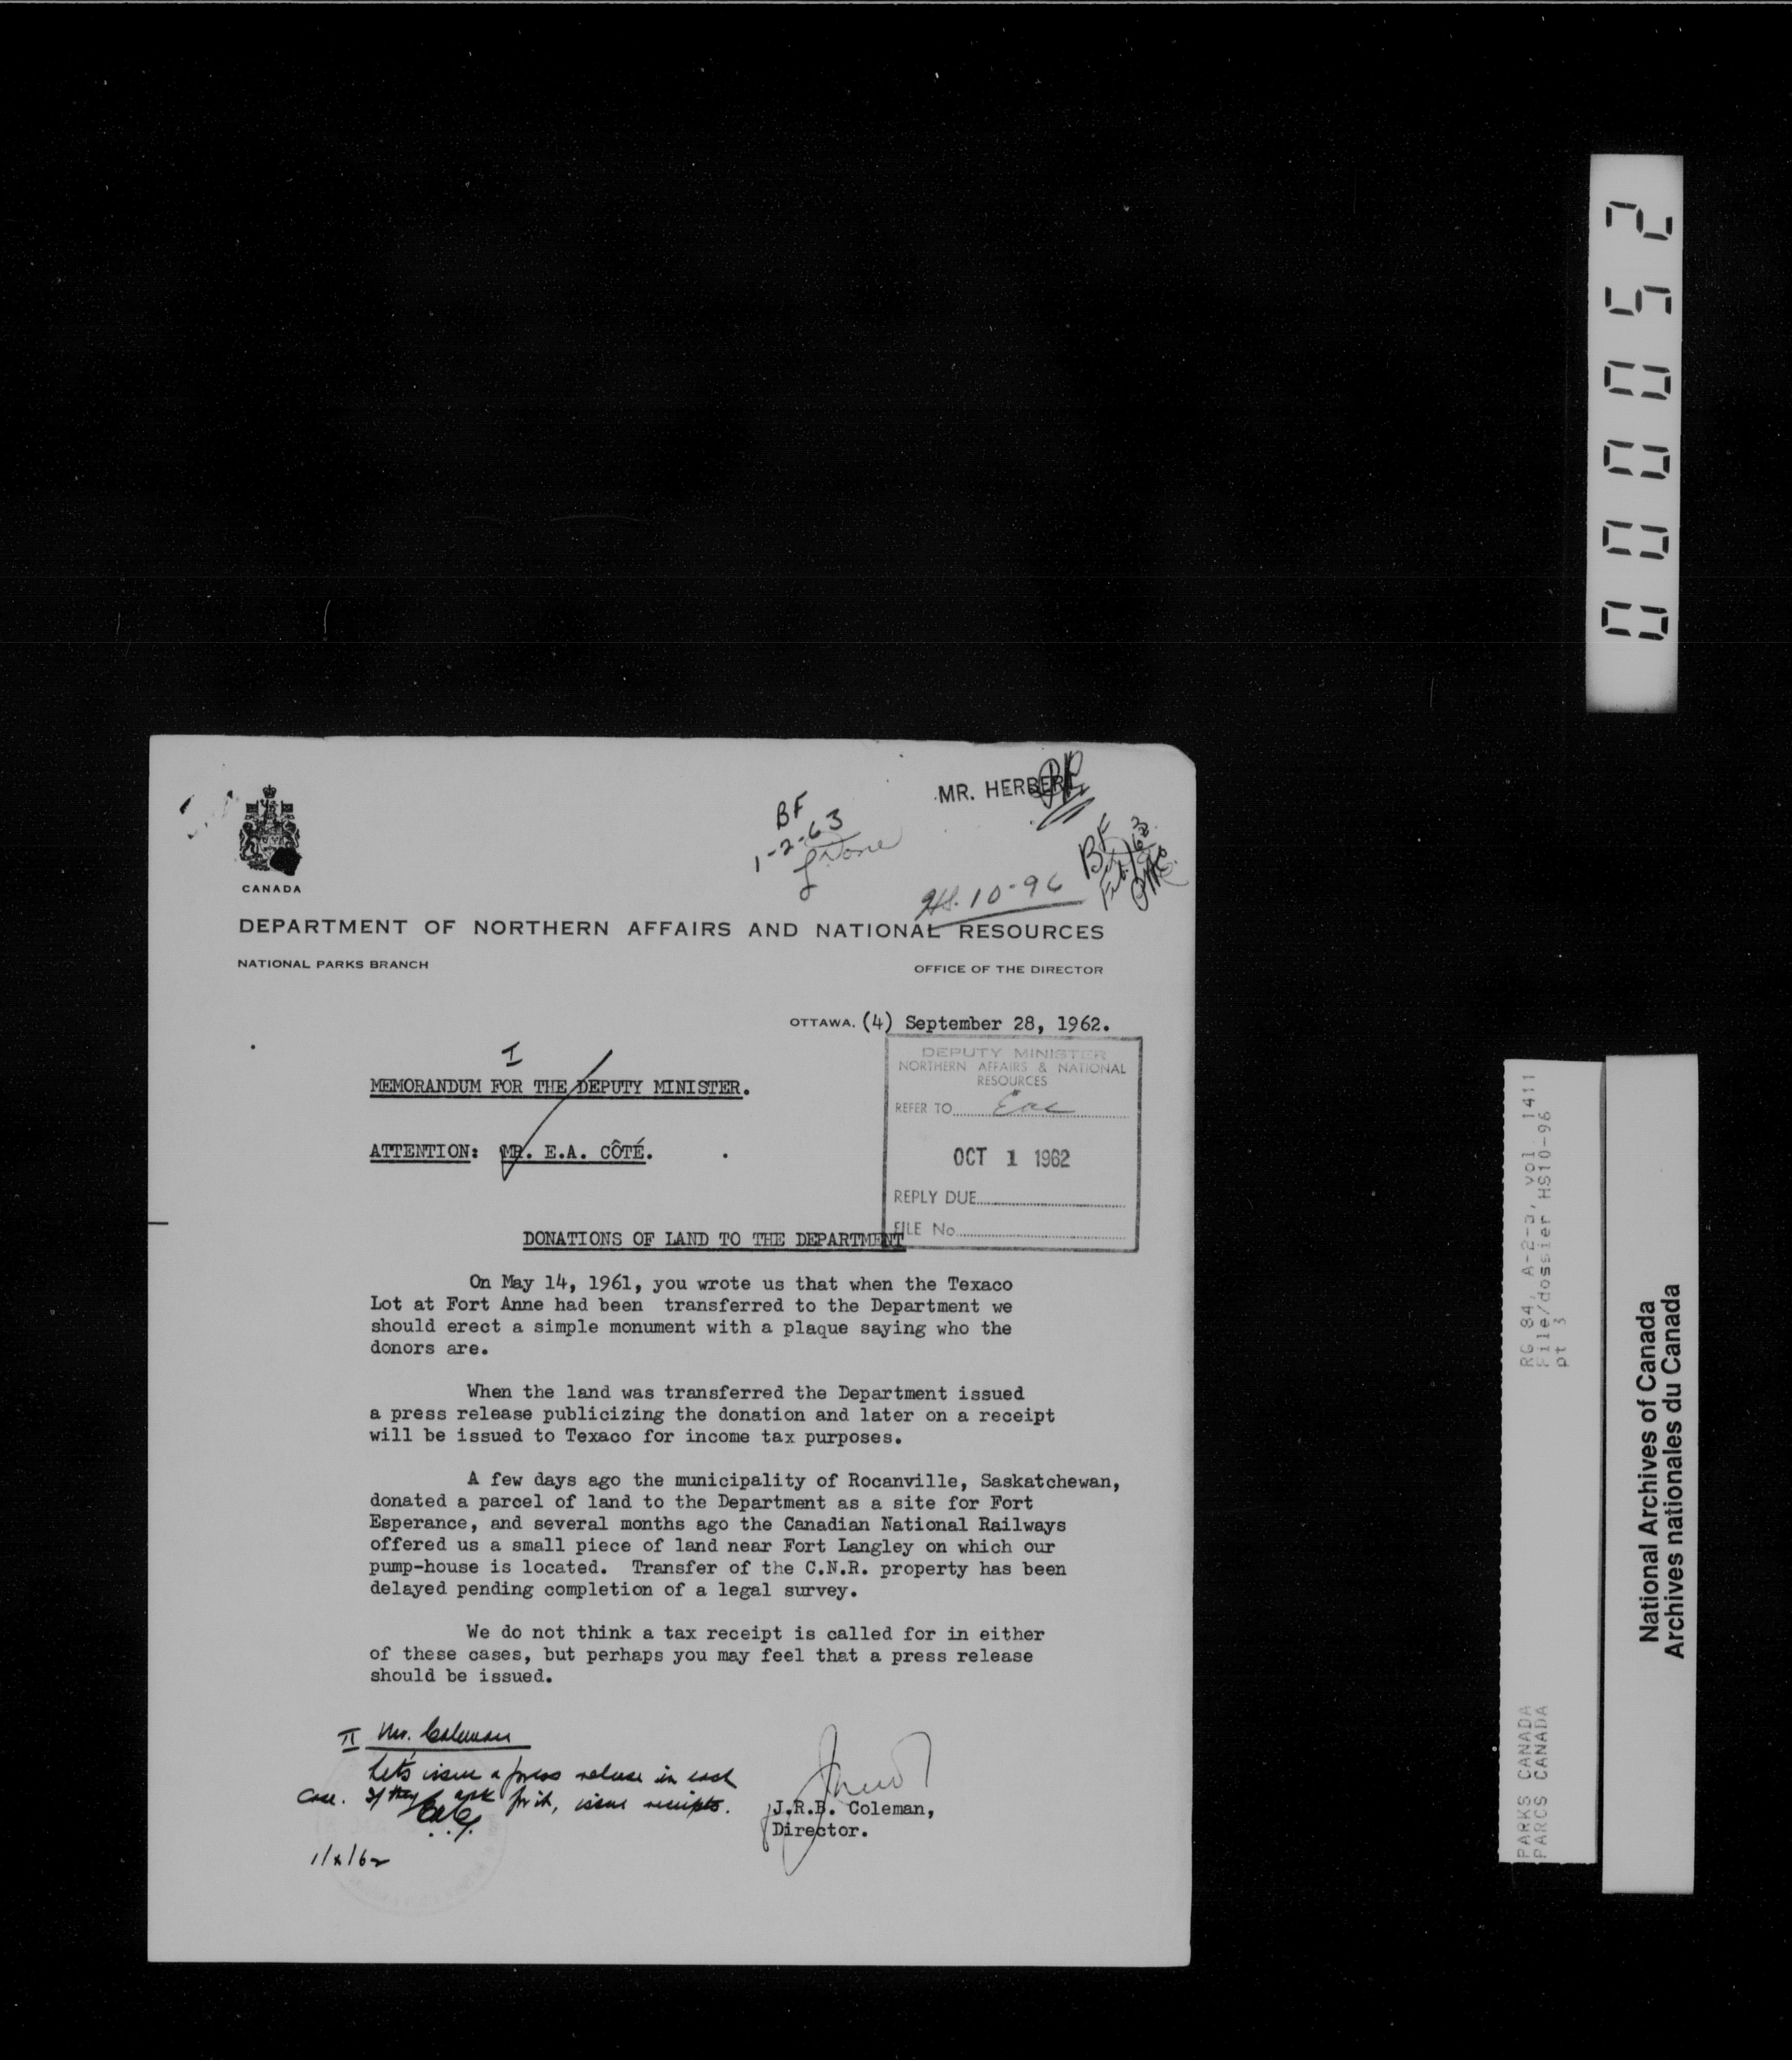 MR. HERBERT
BF
1-2-63
Done
BF
HS. 10-96
CANADA
DEPARTMENT OF NORTHERN AFFAIRS AND NATIONAL RESOURCES
NATIONAL PARKS BRANCH
OFFICE OF THE DIRECTOR
OTTAWA, (4) September 28, 1962.
DEPUTY MINISTER
NORTHERN AFFAIRS & NATIONAL
RESOURCES
REFER TO Eac
OCT 1 1962
REPLY DUE
FILE No.
I
MEMORANDUM FOR THE DEPUTY MINISTER.
ATTENTION: MR. E.A. CÔTÉ.
DONATIONS OF LAND TO THE DEPARTMENT
On May 14, 1961, you wrote us that when the Texaco
Lot at Fort Anne had been transferred to the Department we
should erect a simple monument with a plaque saying who the
donors are.
When the land was transferred the Department issued
a press release publicizing the donation and later on a receipt
will be issued to Texaco for income tax purposes.
A few days ago the municipality of Rocanville, Saskatchewan,
donated a parcel of land to the Department as a site for Fort
Esperance, and several months ago the Canadian National Railways
offered us a small piece of land near Fort Langley on which our
pump-house is located. Transfer of the C.N.R. property has been
delayed pending completion of a legal survey.
We do not think a tax receipt is called for in either
of these cases, but perhaps you may feel that a press release
should be issued.
II Mr. Coleman
Let's issue a press release in each
case. If they ask for it, issue receipts.
EAC
1/x/62
J.R.B. Coleman,
Director.
000052
RG 84, A-2-a, vol. 1411
File/dossier HS10-96
pt 3
PARKS CANADA
PARCS CANADA
National Archives of Canada
Archives nationales du Canada